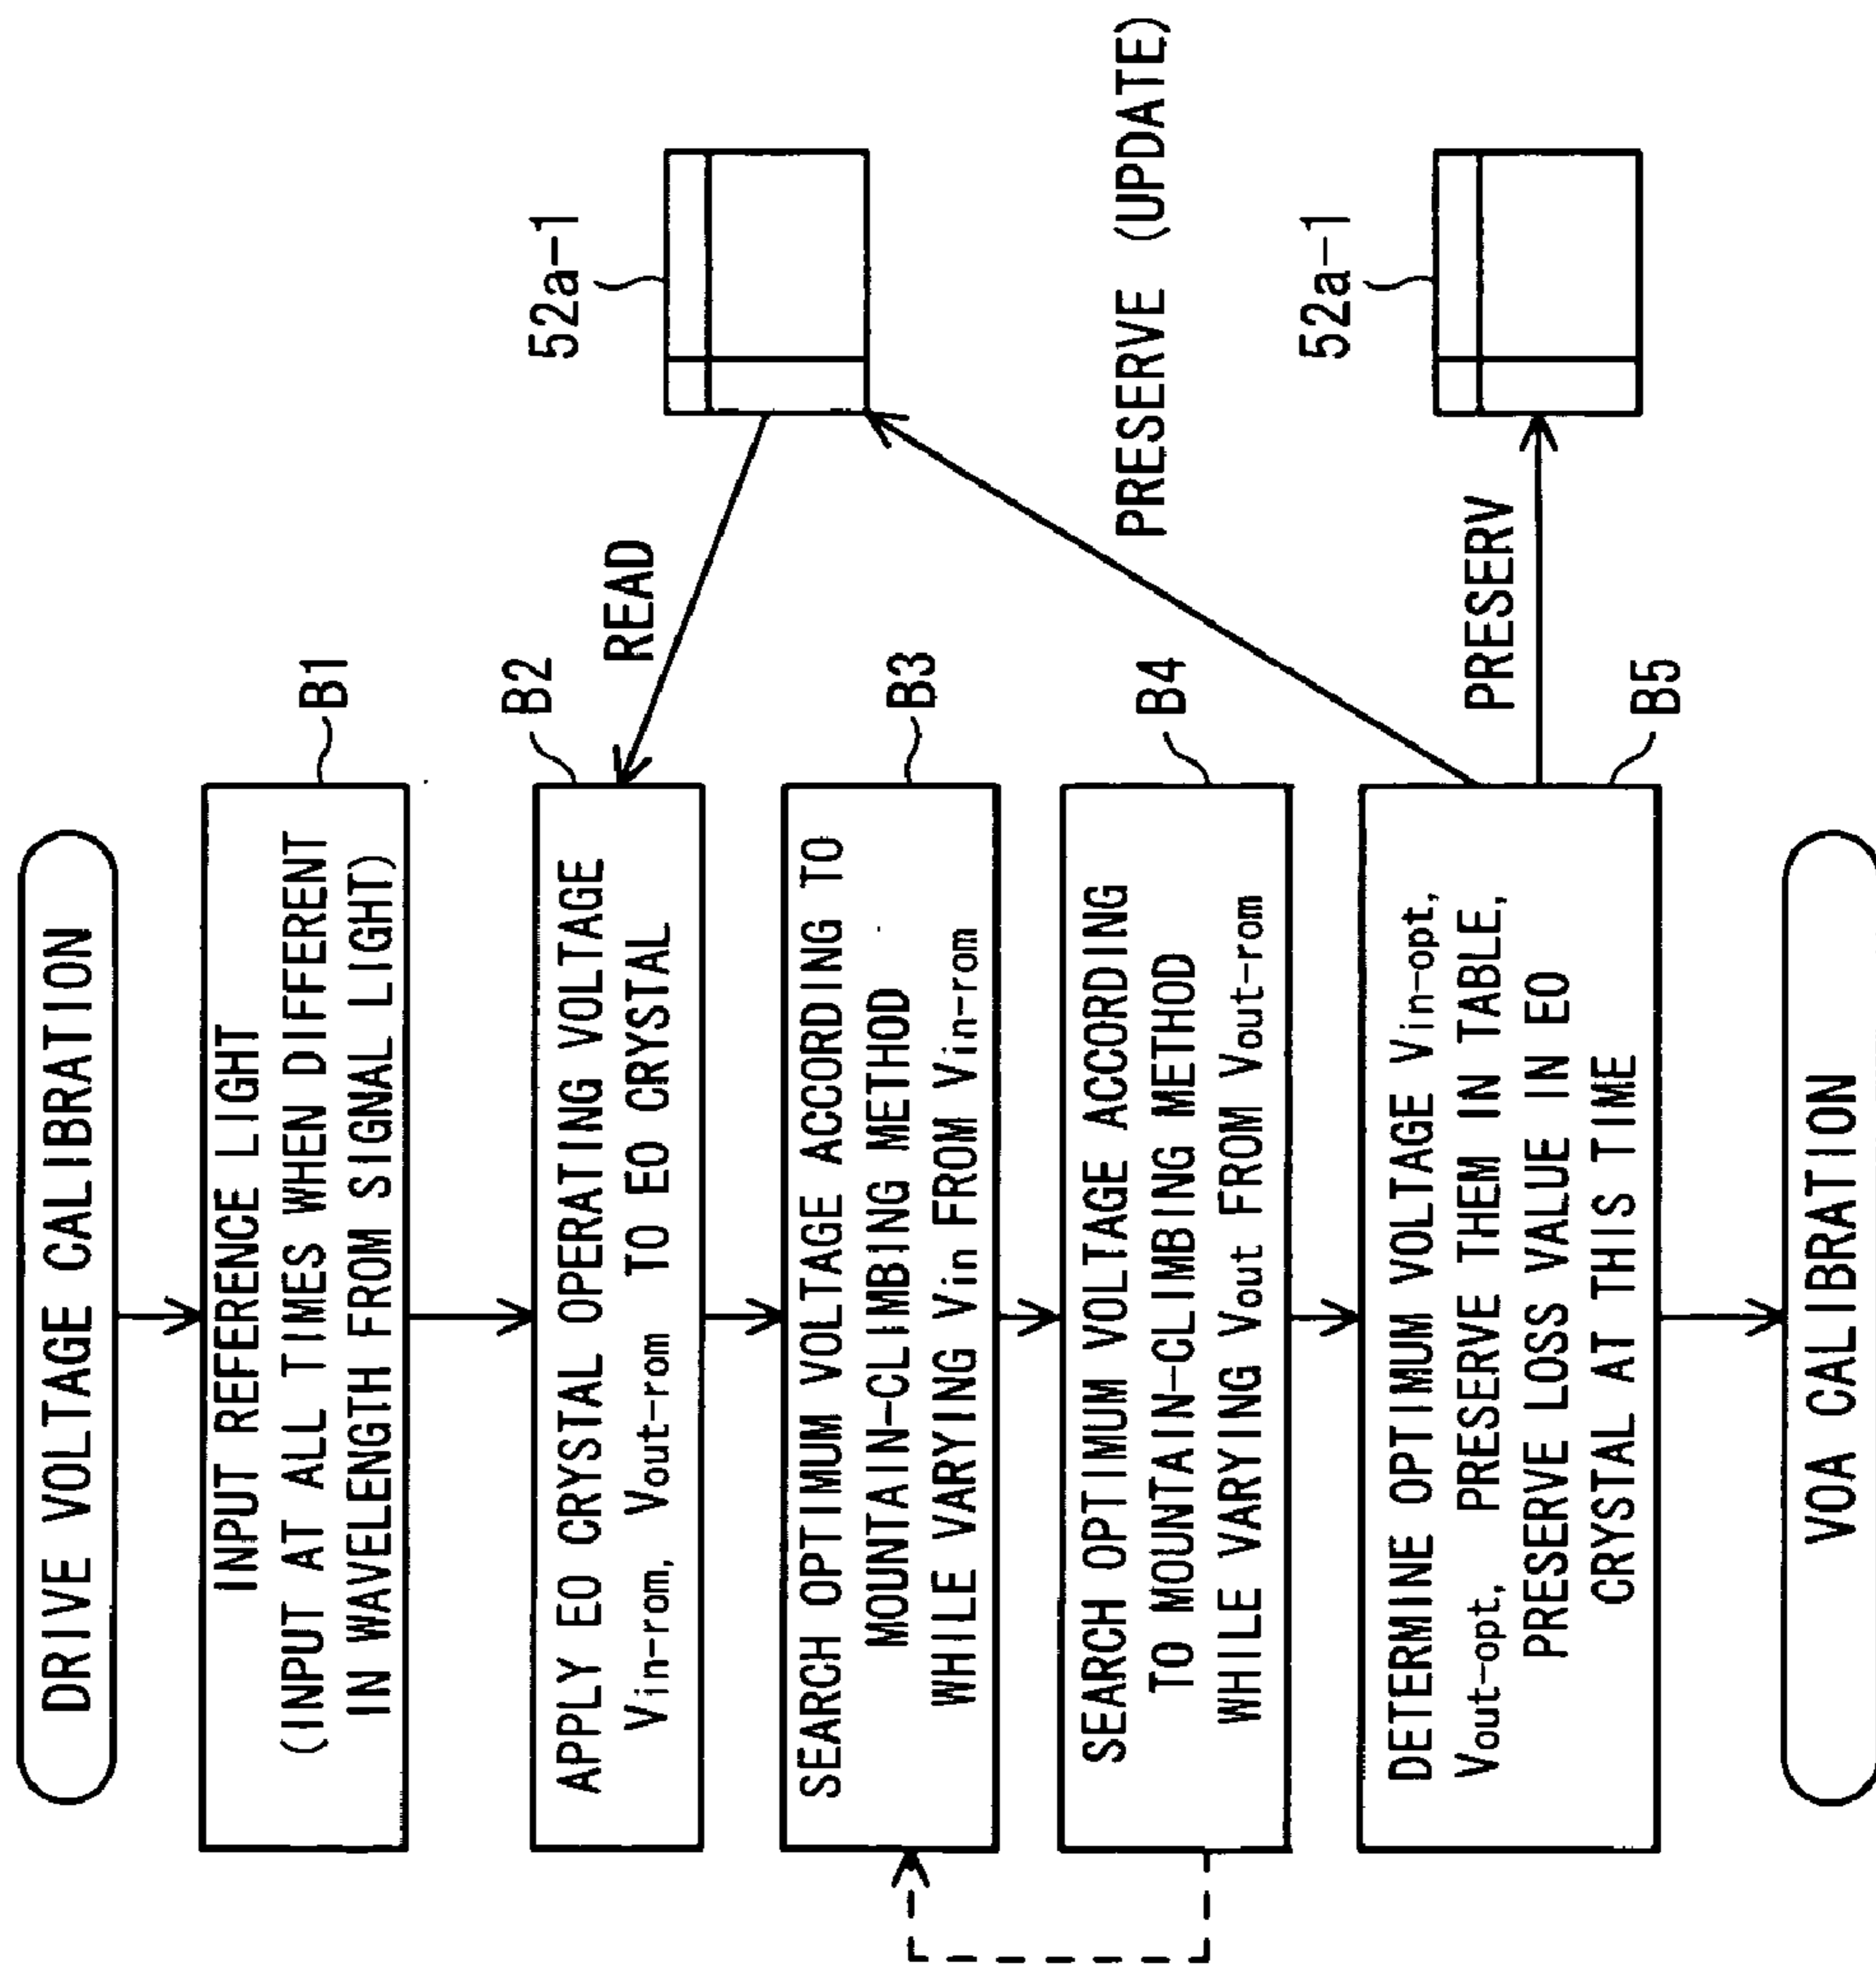 DRIVE VOLTAGE CALIBRATION
INPUT REFERENCE LIGHT
(INPUT AT ALL TIMES WHEN DIFFERENT
IN WAVELENGTH FROM SIGNAL LIGHT)
B1
APPLY EO CRYSTAL OPERATING VOLTAGE
Vin-rom, Vout-rom TO EO CRYSTAL
B2
READ
52a-1
SEARCH OPTIMUM VOLTAGE ACCORDING TO
MOUNTAIN-CLIMBING METHOD
WHILE VARYING Vin FROM Vin-rom
B3
SEARCH OPTIMUM VOLTAGE ACCORDING
TO MOUNTAIN-CLIMBING METHOD
WHILE VARYING Vout FROM Vout-rom
B4
PRESERVE (UPDATE)
DETERMINE OPTIMUM VOLTAGE Vin-opt,
Vout-opt, PRESERVE THEM IN TABLE,
PRESERVE LOSS VALUE IN EO
CRYSTAL AT THIS TIME
B5
PRESERV
52a-1
VOA CALIBRATION